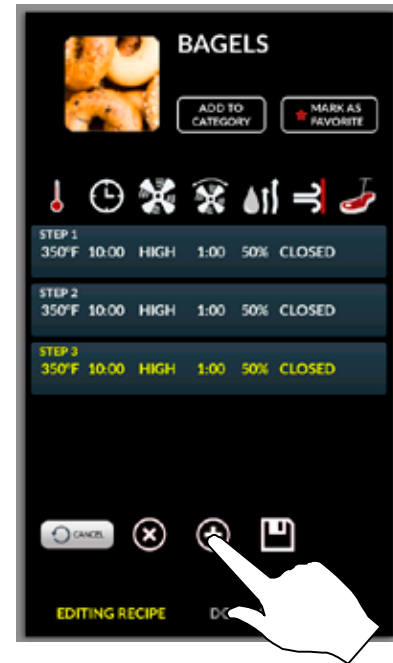 BAGELS
ADD TO
CATEGORY
MARK AS
FAVORITE
STEP 1
350°F 10:00 HIGH 1:00 50% CLOSED
STEP 2
350°F 10:00 HIGH 1:00 50% CLOSED
STEP 3
350°F 10:00 HIGH 1:00 50% CLOSED
CANCEL
EDITING RECIPE